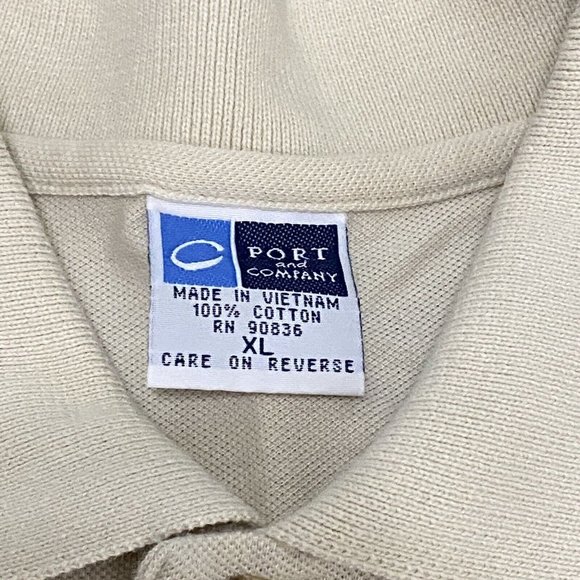 PORT
and
COMPANY
MADE IN VIETNAM
100% COTTON
RN 90836
XL
CARE ON REVERSE